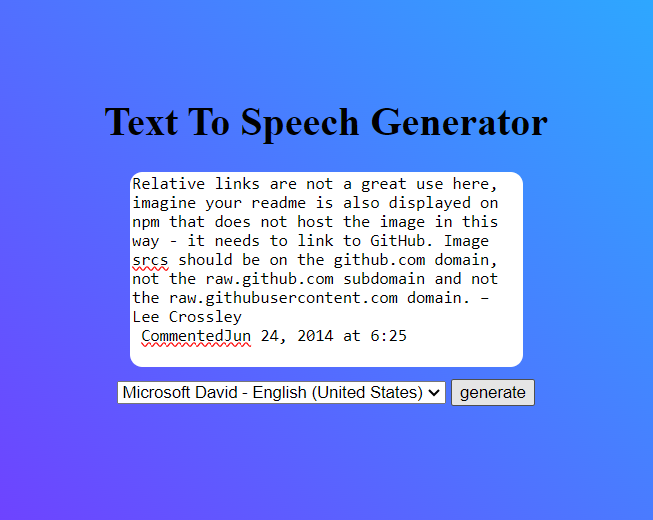 Text To Speech Generator
Relative links are not a great use here,
imagine your readme is also displayed on
npm that does not host the image in this
way - it needs to link to GitHub. Image
srcs should be on the github.com domain,
not the raw.github.com subdomain and not
the raw.githubusercontent.com domain. –
Lee Crossley
CommentedJun 24, 2014 at 6:25
Microsoft David - English (United States) generate